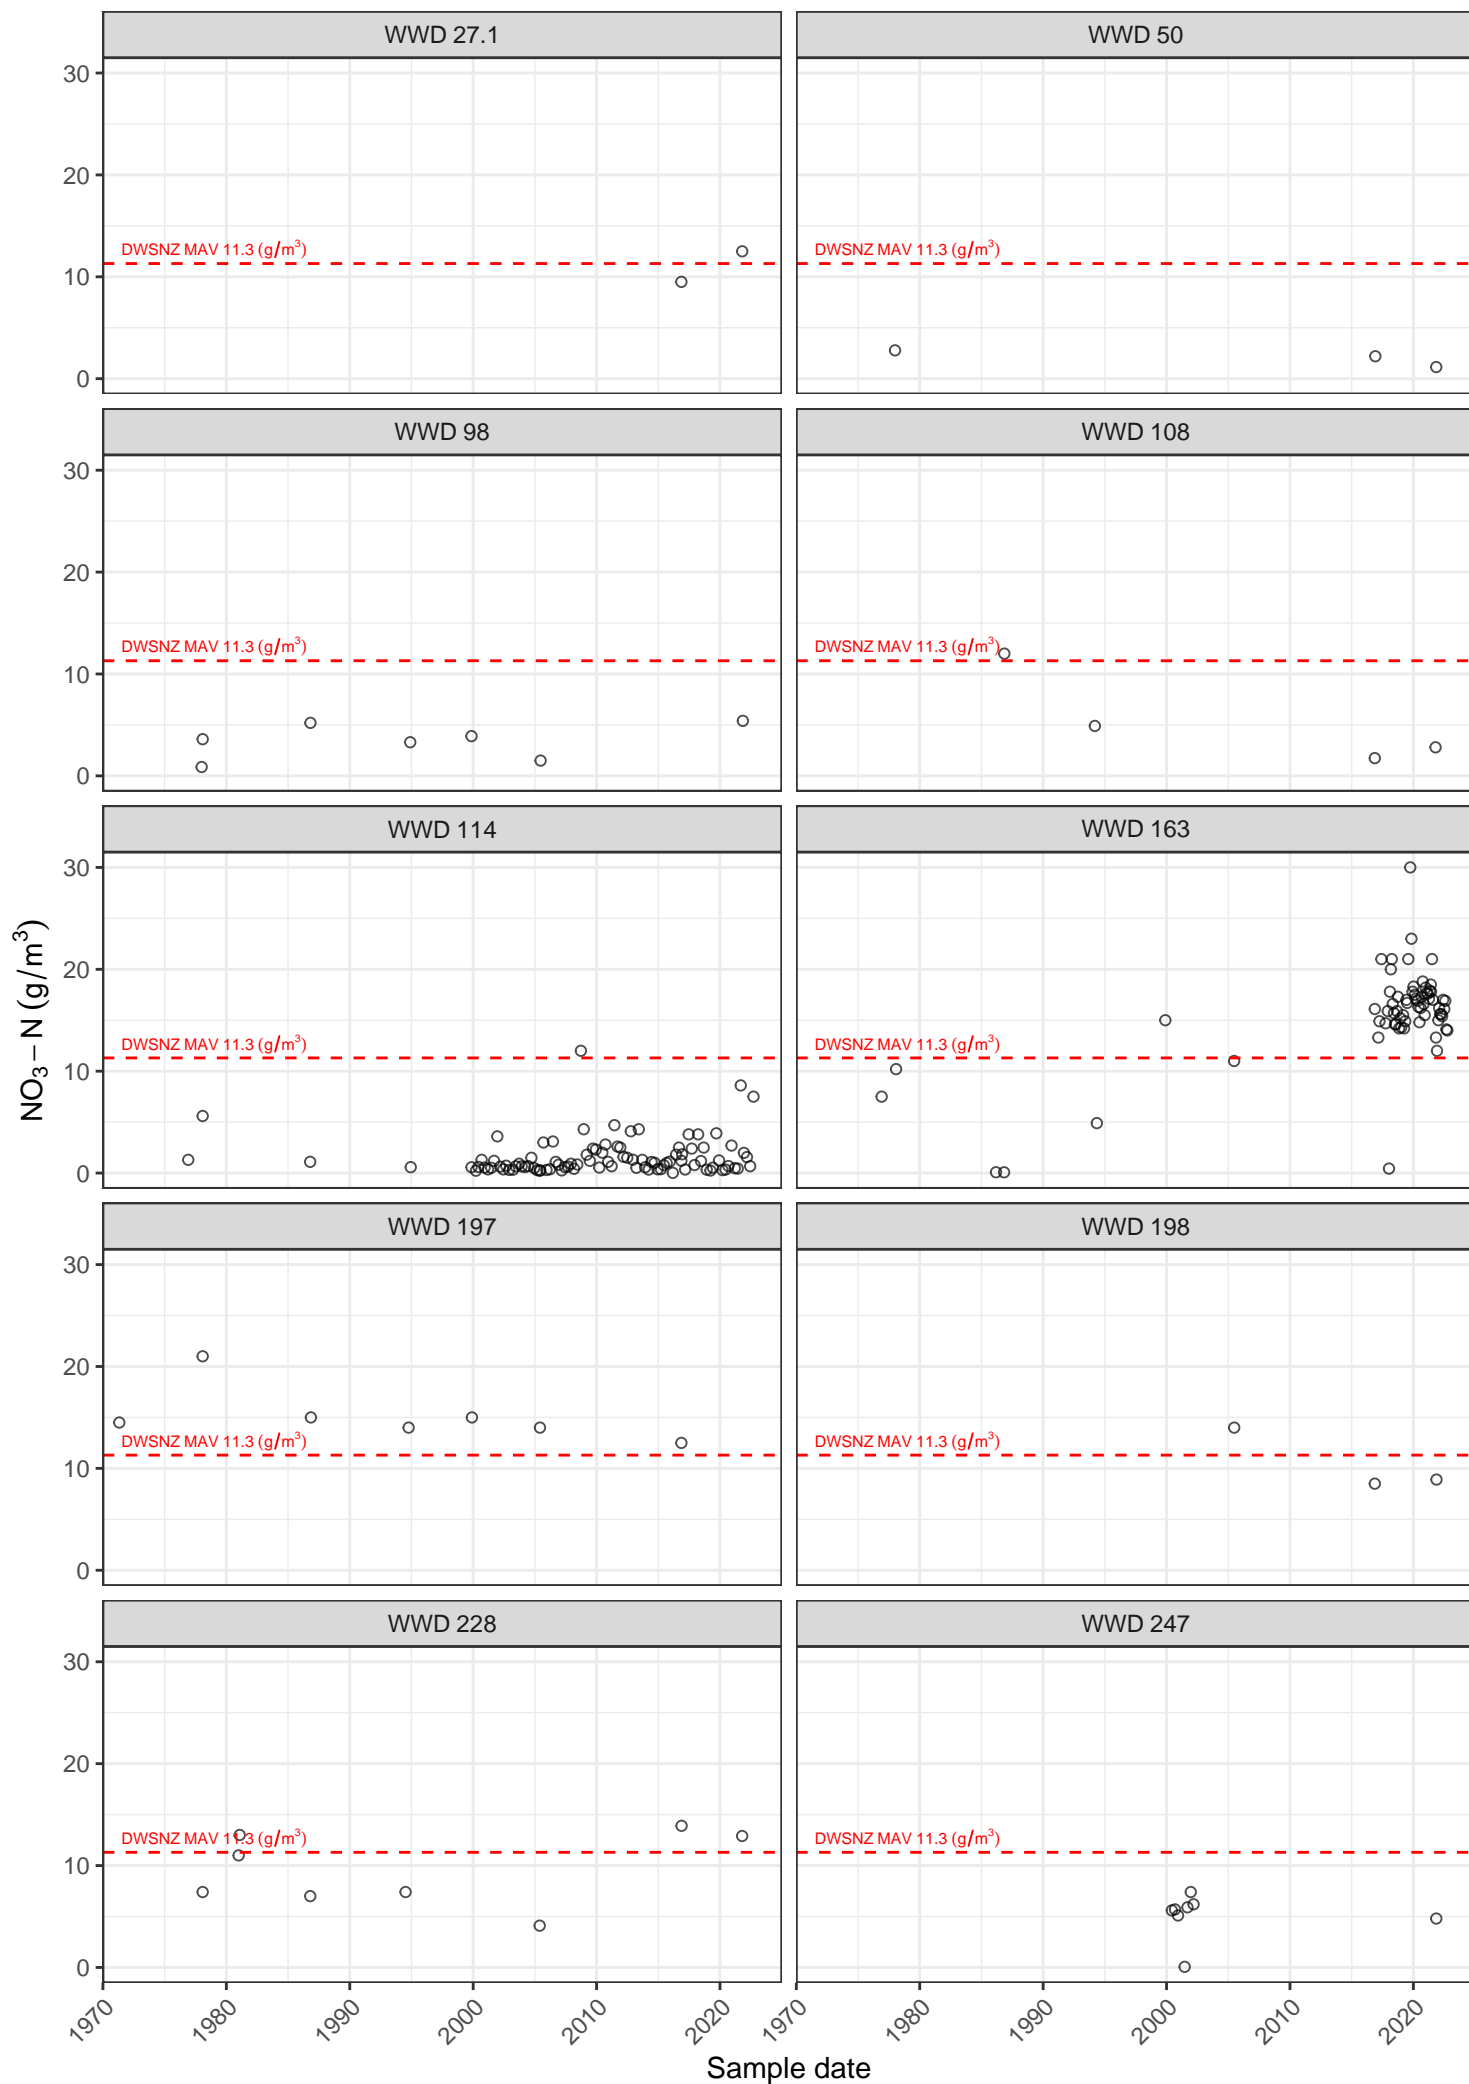 WWD 27.1
WWD 50
30
20
10
0
DWSNZ MAV 11.3 (g/m³)
DWSNZ MAV 11.3 (g/m³)
WWD 98
WWD 108
30
20
10
0
DWSNZ MAV 11.3 (g/m³)
DWSNZ MAV 11.3 (g/m³)
WWD 114
WWD 163
30
20
10
0
DWSNZ MAV 11.3 (g/m³)
DWSNZ MAV 11.3 (g/m³)
NO₃–N (g/m³)
WWD 197
WWD 198
30
20
10
0
DWSNZ MAV 11.3 (g/m³)
DWSNZ MAV 11.3 (g/m³)
WWD 228
WWD 247
30
20
10
0
DWSNZ MAV 11.3 (g/m³)
DWSNZ MAV 11.3 (g/m³)
1970 1980 1990 2000 2010 2020 1970 1980 1990 2000 2010 2020
Sample date